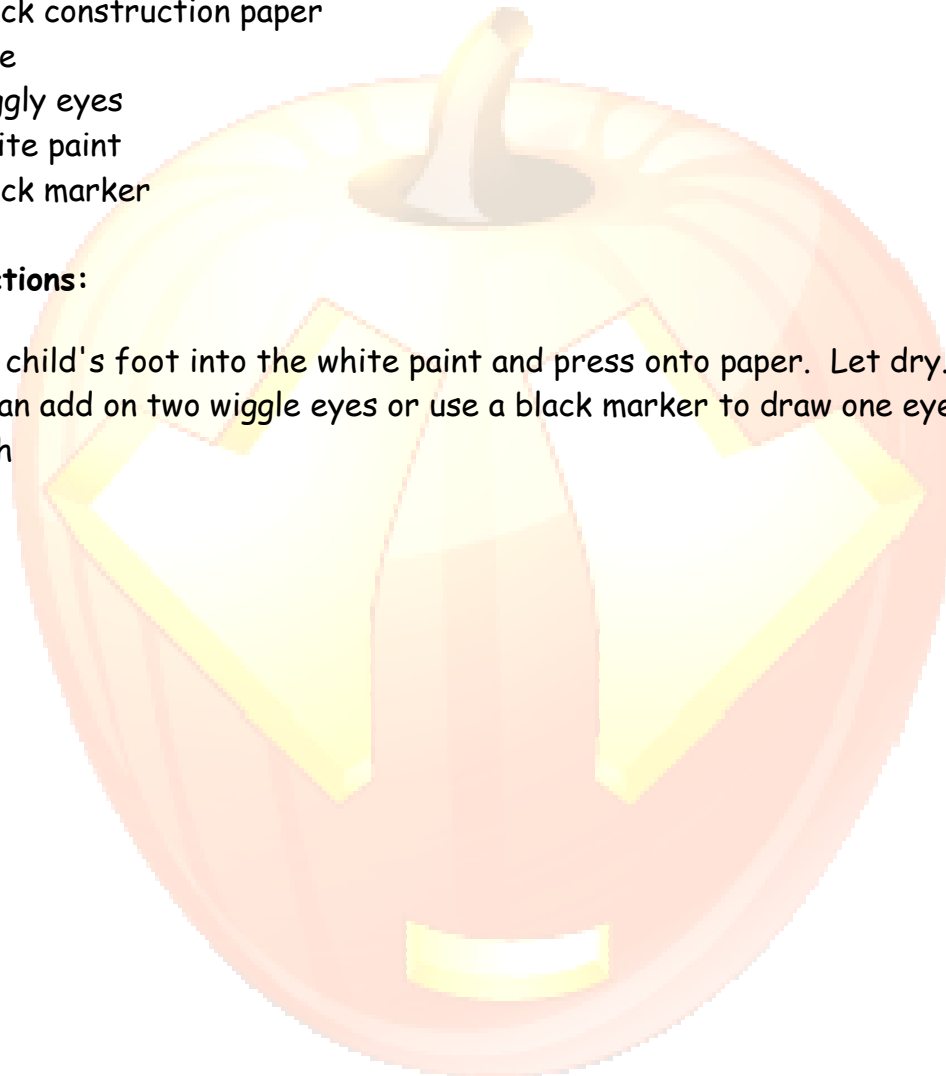 ck construction paper
e
ggly eyes
ite paint
ck marker
ctions:
child's foot into the white paint and press onto paper.  Let dry.
an add on two wiggle eyes or use a black marker to draw one eye
h